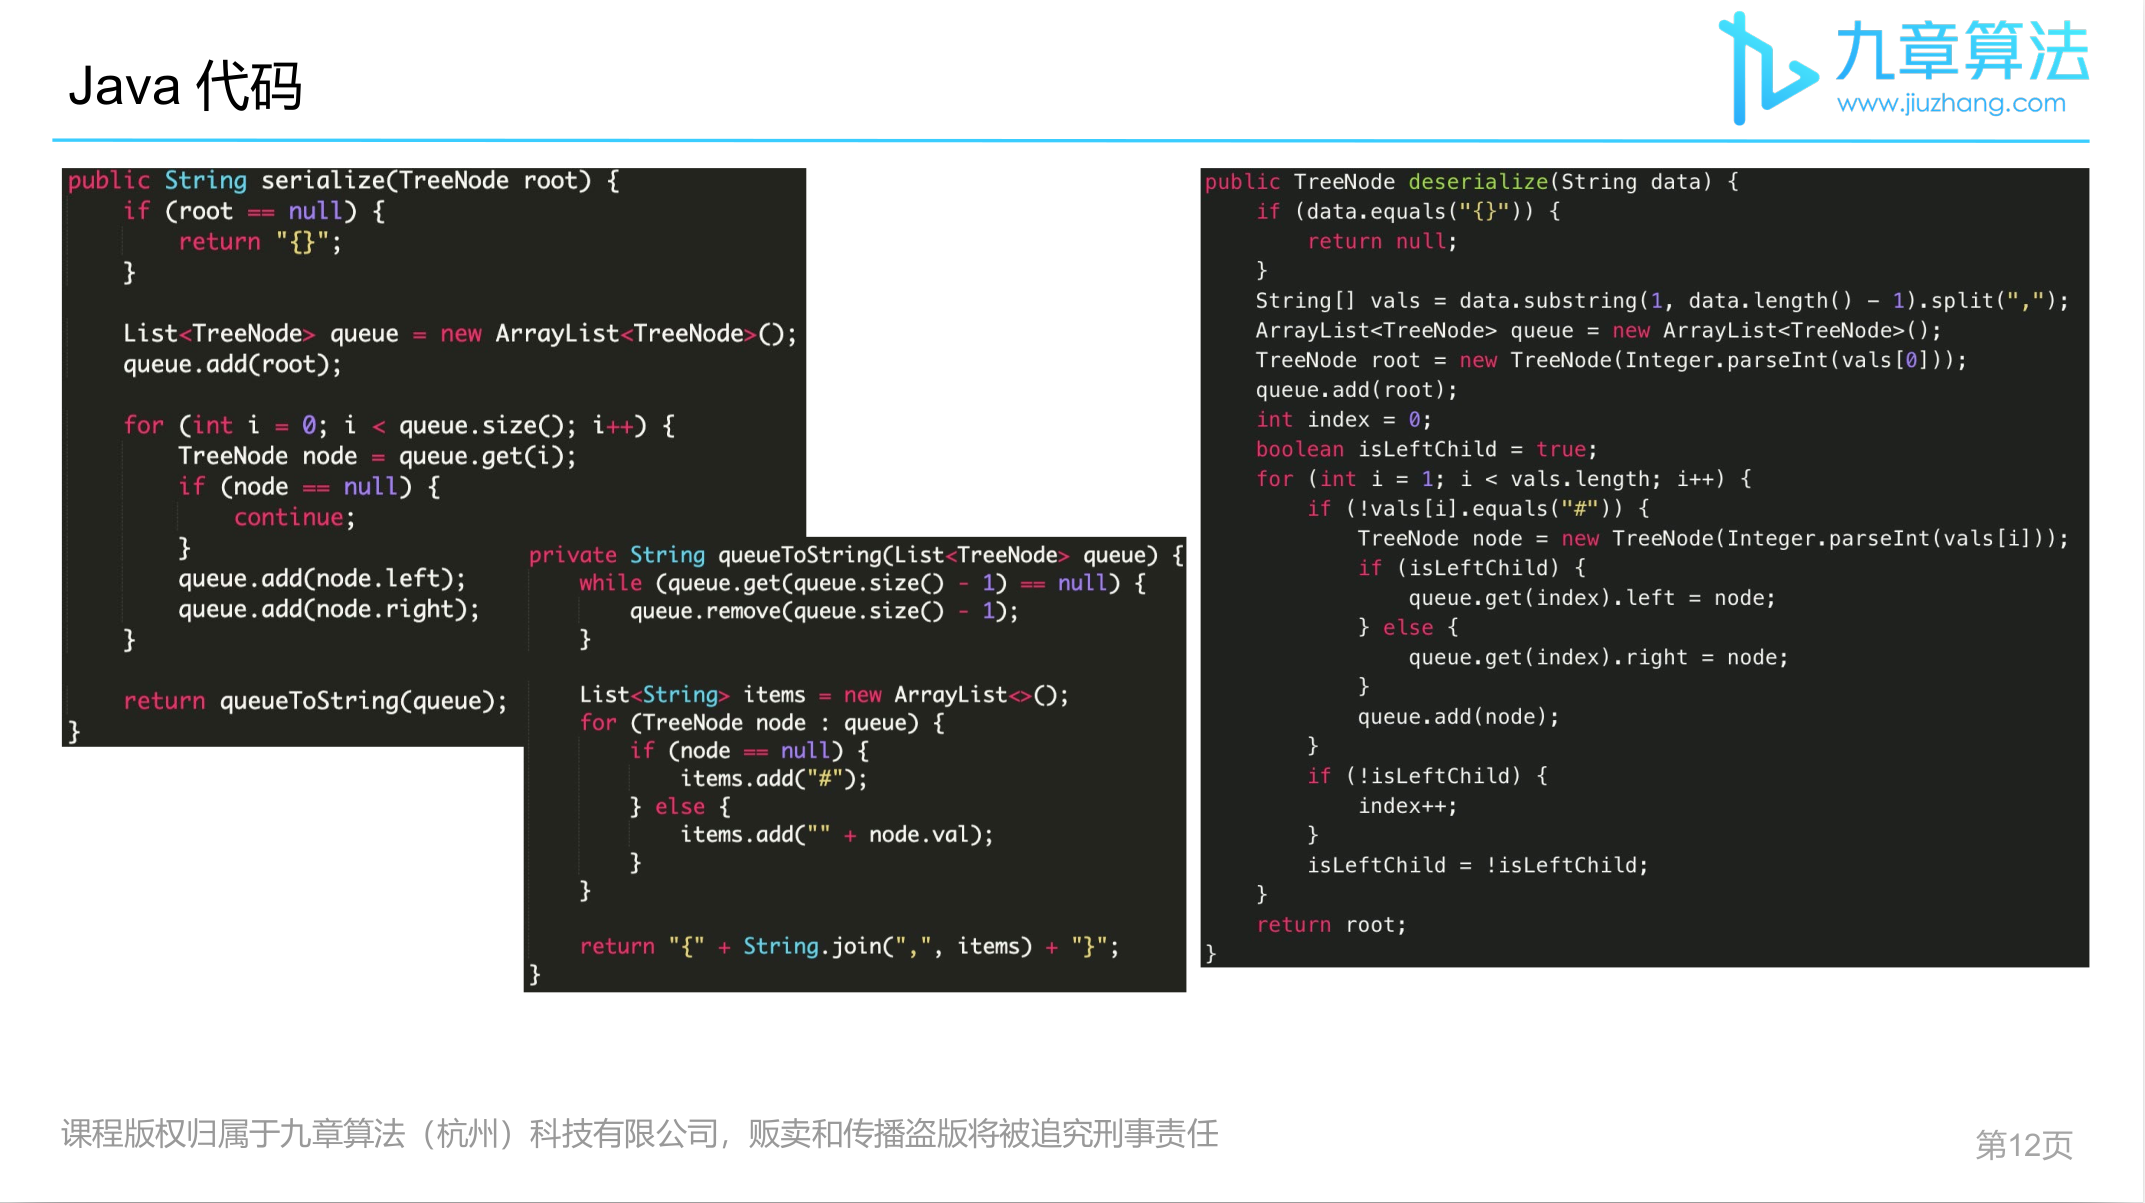 Java 代码
九章算法
www.jiuzhang.com
public String serialize(TreeNode root) {
    if (root == null) {
        return "{}";
    }

    List<TreeNode> queue = new ArrayList<TreeNode>();
    queue.add(root);

    for (int i = 0; i < queue.size(); i++) {
        TreeNode node = queue.get(i);
        if (node == null) {
            continue;
        }
        queue.add(node.left);
        queue.add(node.right);
    }

    return queueToString(queue);
}
private String queueToString(List<TreeNode> queue) {
    while (queue.get(queue.size() - 1) == null) {
        queue.remove(queue.size() - 1);
    }

    List<String> items = new ArrayList<>();
    for (TreeNode node : queue) {
        if (node == null) {
            items.add("#");
        } else {
            items.add("" + node.val);
        }
    }

    return "{" + String.join(",", items) + "}";
}
public TreeNode deserialize(String data) {
    if (data.equals("{}")) {
        return null;
    }
    String[] vals = data.substring(1, data.length() - 1).split(",");
    ArrayList<TreeNode> queue = new ArrayList<TreeNode>();
    TreeNode root = new TreeNode(Integer.parseInt(vals[0]));
    queue.add(root);
    int index = 0;
    boolean isLeftChild = true;
    for (int i = 1; i < vals.length; i++) {
        if (!vals[i].equals("#")) {
            TreeNode node = new TreeNode(Integer.parseInt(vals[i]));
            if (isLeftChild) {
                queue.get(index).left = node;
            } else {
                queue.get(index).right = node;
            }
            queue.add(node);
        }
        if (!isLeftChild) {
            index++;
        }
        isLeftChild = !isLeftChild;
    }
    return root;
}
课程版权归属于九章算法（杭州）科技有限公司，贩卖和传播盗版将被追究刑事责任
第12页